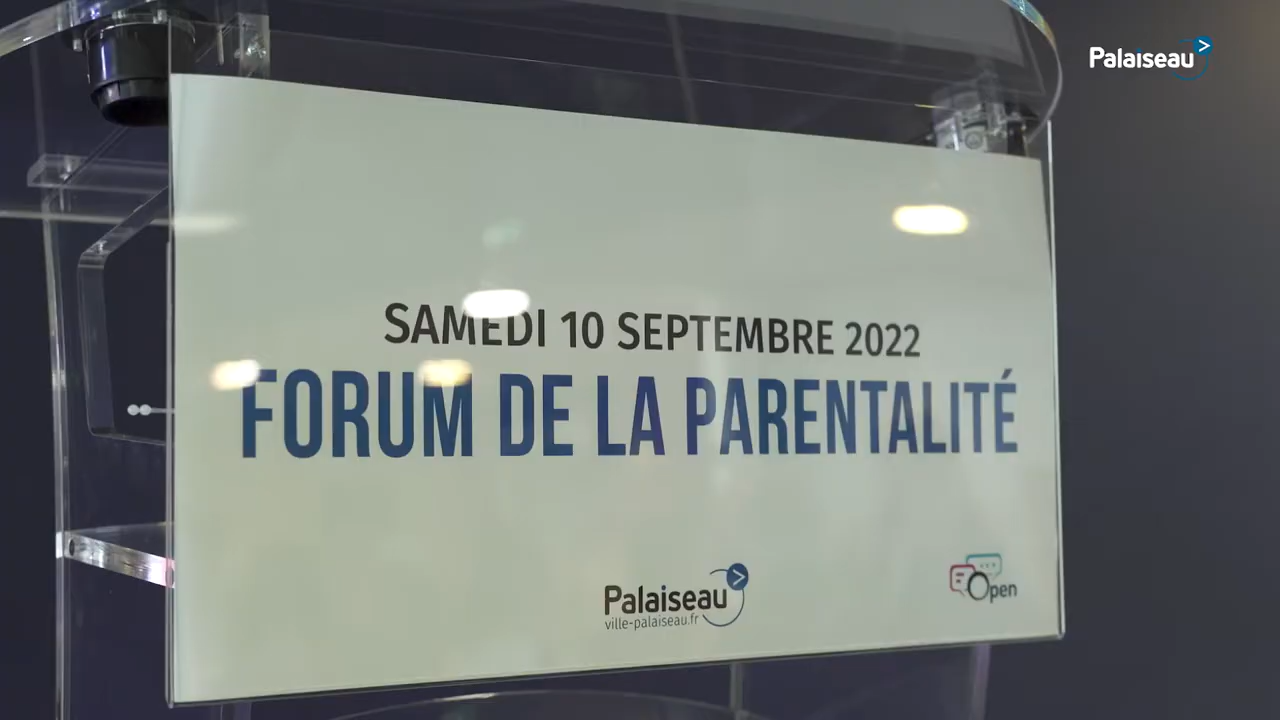 Palaiseau
SAMEDI 10 SEPTEMBRE 2022
FORUM DE LA PARENTALITÉ
Palaiseau
ville-palaiseau.fr
Open